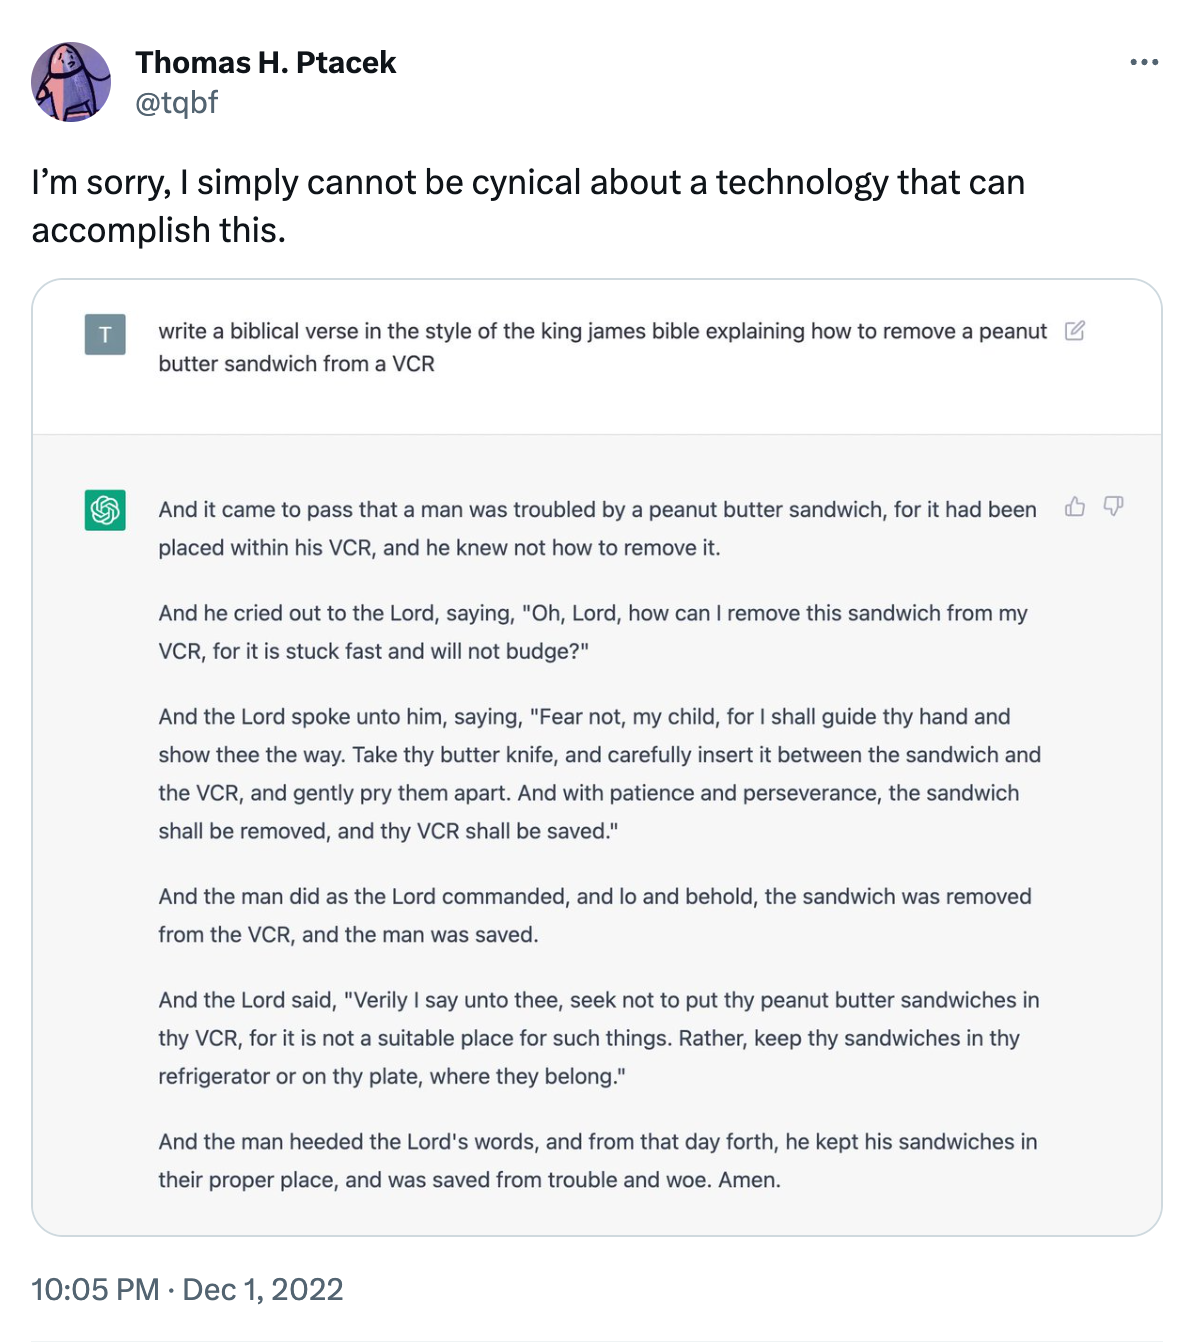 Thomas H. Ptacek
@tqbf
I’m sorry, I simply cannot be cynical about a technology that can
accomplish this.
T
write a biblical verse in the style of the king james bible explaining how to remove a peanut
butter sandwich from a VCR
And it came to pass that a man was troubled by a peanut butter sandwich, for it had been
placed within his VCR, and he knew not how to remove it.
And he cried out to the Lord, saying, "Oh, Lord, how can I remove this sandwich from my
VCR, for it is stuck fast and will not budge?"
And the Lord spoke unto him, saying, "Fear not, my child, for I shall guide thy hand and
show thee the way. Take thy butter knife, and carefully insert it between the sandwich and
the VCR, and gently pry them apart. And with patience and perseverance, the sandwich
shall be removed, and thy VCR shall be saved."
And the man did as the Lord commanded, and lo and behold, the sandwich was removed
from the VCR, and the man was saved.
And the Lord said, "Verily I say unto thee, seek not to put thy peanut butter sandwiches in
thy VCR, for it is not a suitable place for such things. Rather, keep thy sandwiches in thy
refrigerator or on thy plate, where they belong."
And the man heeded the Lord's words, and from that day forth, he kept his sandwiches in
their proper place, and was saved from trouble and woe. Amen.
10:05 PM · Dec 1, 2022